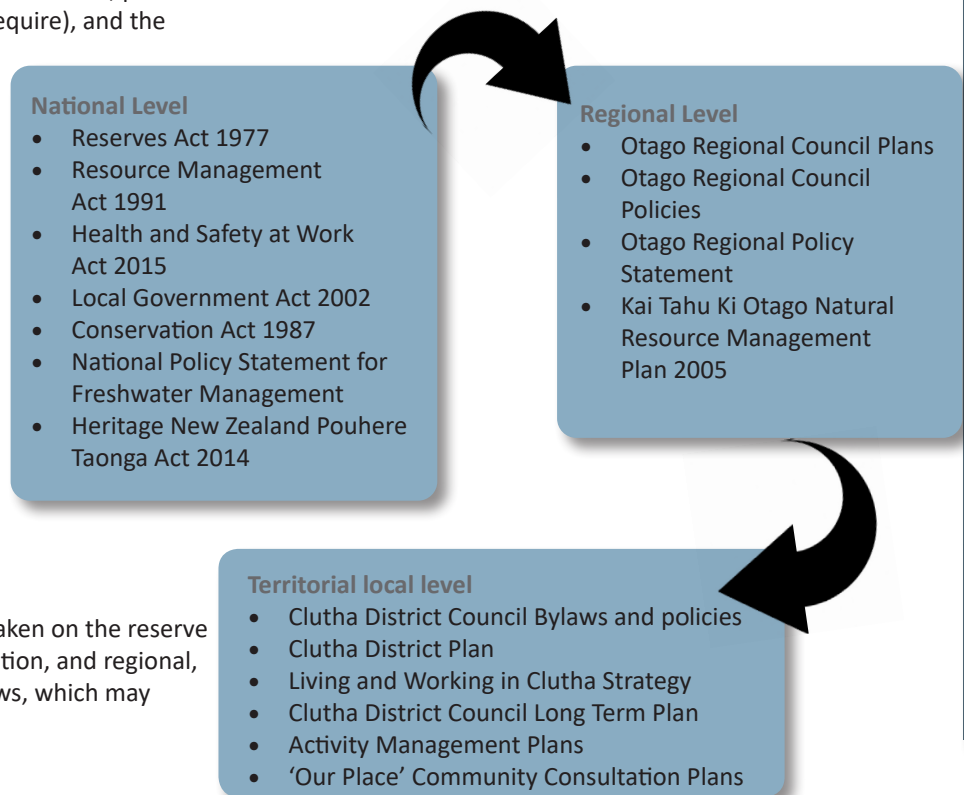 equire), and the
National Level
• Reserves Act 1977
• Resource Management
Act 1991
• Health and Safety at Work
Act 2015
• Local Government Act 2002
• Conservation Act 1987
• National Policy Statement for
Freshwater Management
• Heritage New Zealand Pouhere
Taonga Act 2014
Regional Level
• Otago Regional Council Plans
• Otago Regional Council
Policies
• Otago Regional Policy
Statement
• Kai Tahu Ki Otago Natural
Resource Management
Plan 2005
aken on the reserve
tion, and regional,
ws, which may
Territorial local level
• Clutha District Council Bylaws and policies
• Clutha District Plan
• Living and Working in Clutha Strategy
• Clutha District Council Long Term Plan
• Activity Management Plans
• ‘Our Place’ Community Consultation Plans